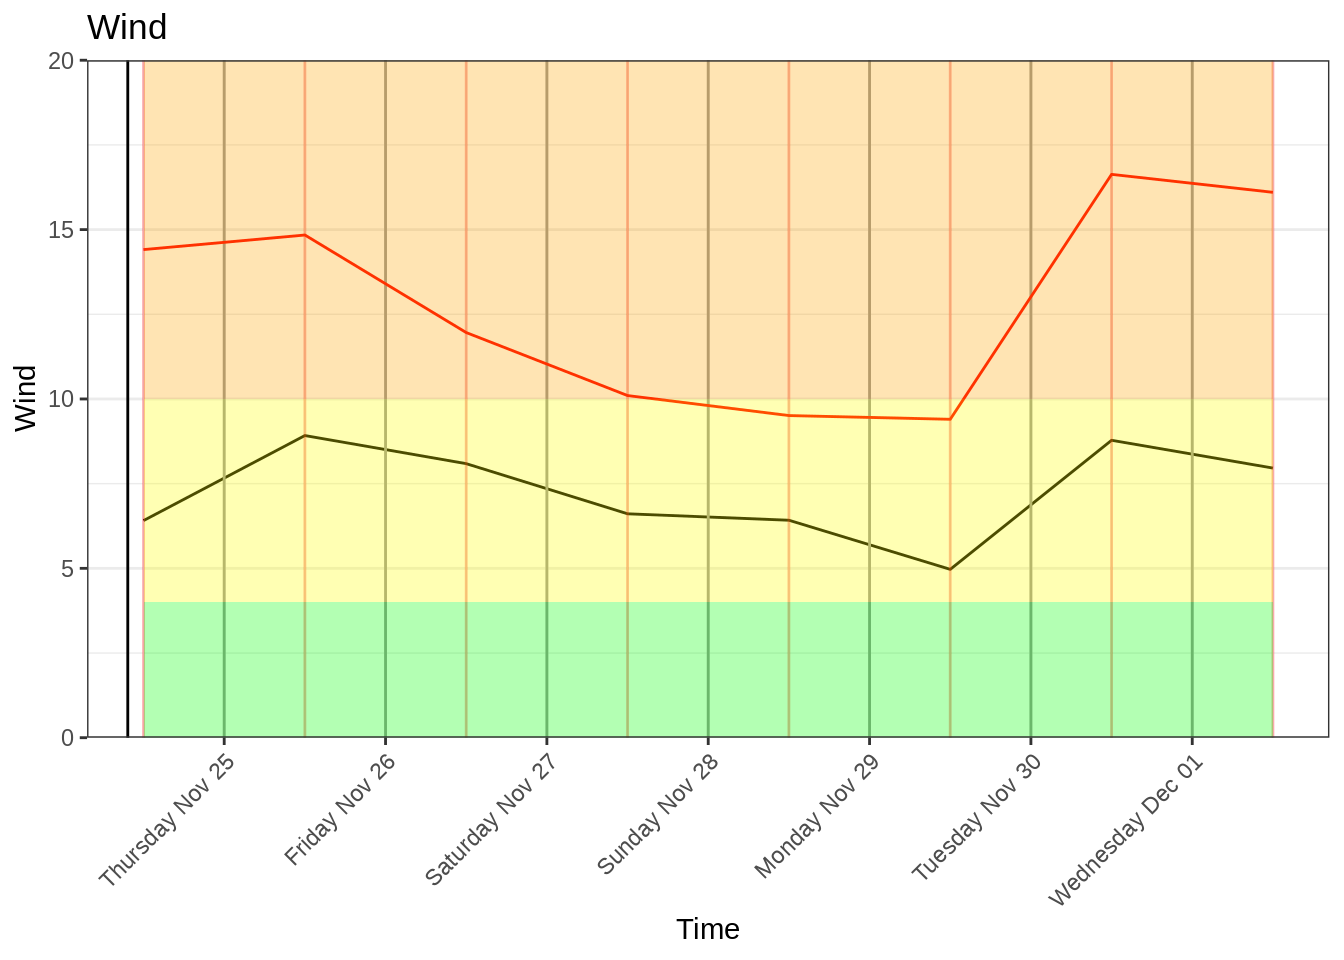 Wind
20
15
10
5
0
Wind
Thursday Nov 25
Friday Nov 26
Saturday Nov 27
Sunday Nov 28
Monday Nov 29
Tuesday Nov 30
Wednesday Dec 01
Time